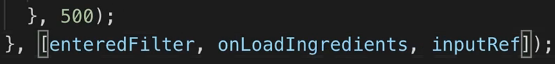 }, 500);
}, [enteredFilter, onLoadIngredients, inputRef]);